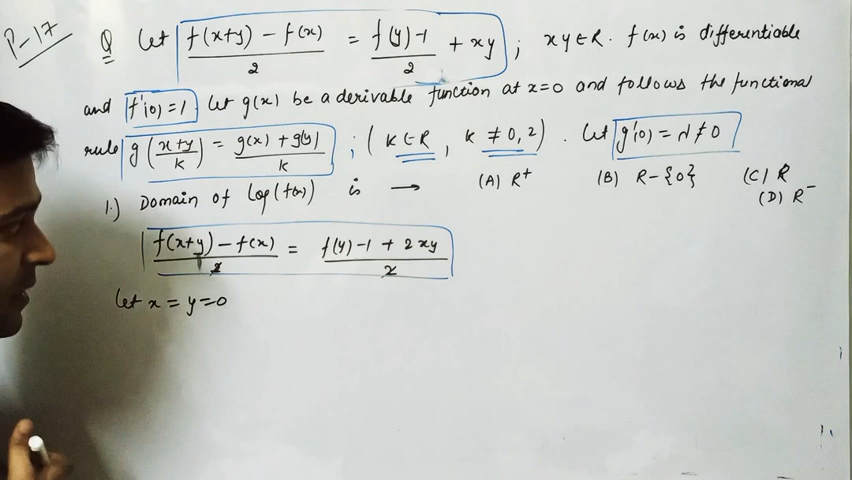 P-17
Q Let f(x+y) - f(x) / 2 = f(y)-1 / 2 + xy ; x y ∈ R. f(x) is differentiable
and f'(0) = 1. Let g(x) be a derivable function at x=0 and follows the functional
rule g(x+y / k) = g(x) + g(y) / k ; (k ∈ R, k ≠ 0, 2). Let g'(0) = λ ≠ 0
1.) Domain of log(f(x)) is → (A) R⁺ (B) R-{0} (C) R
(D) R⁻
f(x+y) - f(x) / 2 = f(y) - 1 + 2xy / 2
Let x = y = 0